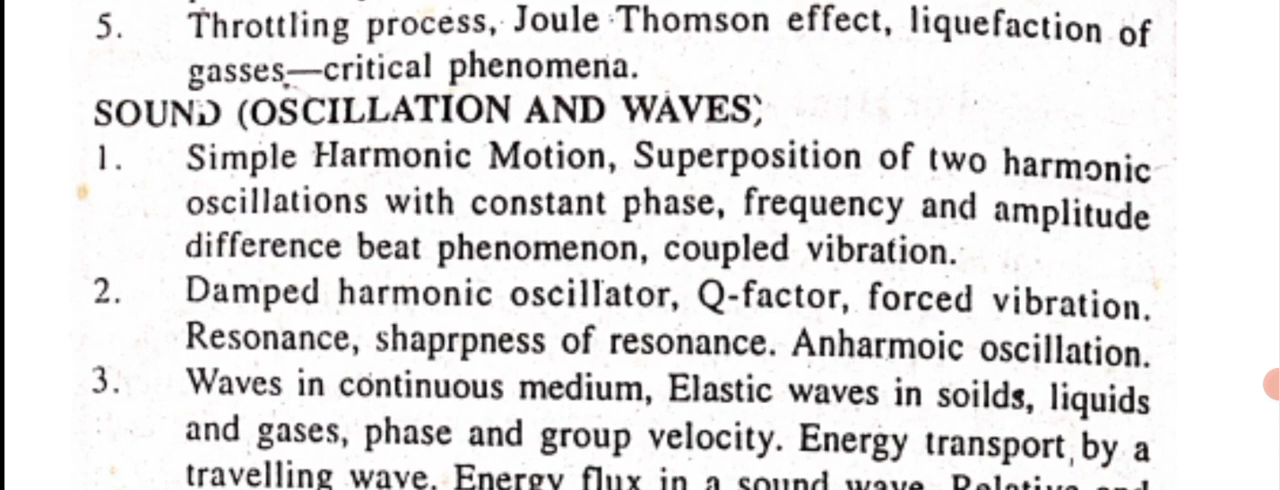 5. Throttling process, Joule Thomson effect, liquefaction of
gasses—critical phenomena.
SOUND (OSCILLATION AND WAVES)
1. Simple Harmonic Motion, Superposition of two harmonic
oscillations with constant phase, frequency and amplitude
difference beat phenomenon, coupled vibration.
2. Damped harmonic oscillator, Q-factor, forced vibration.
Resonance, shaprpness of resonance. Anharmoic oscillation.
3. Waves in continuous medium, Elastic waves in soilds, liquids
and gases, phase and group velocity. Energy transport by a
travelling wave. Energy flux in a sound wave. Relative and